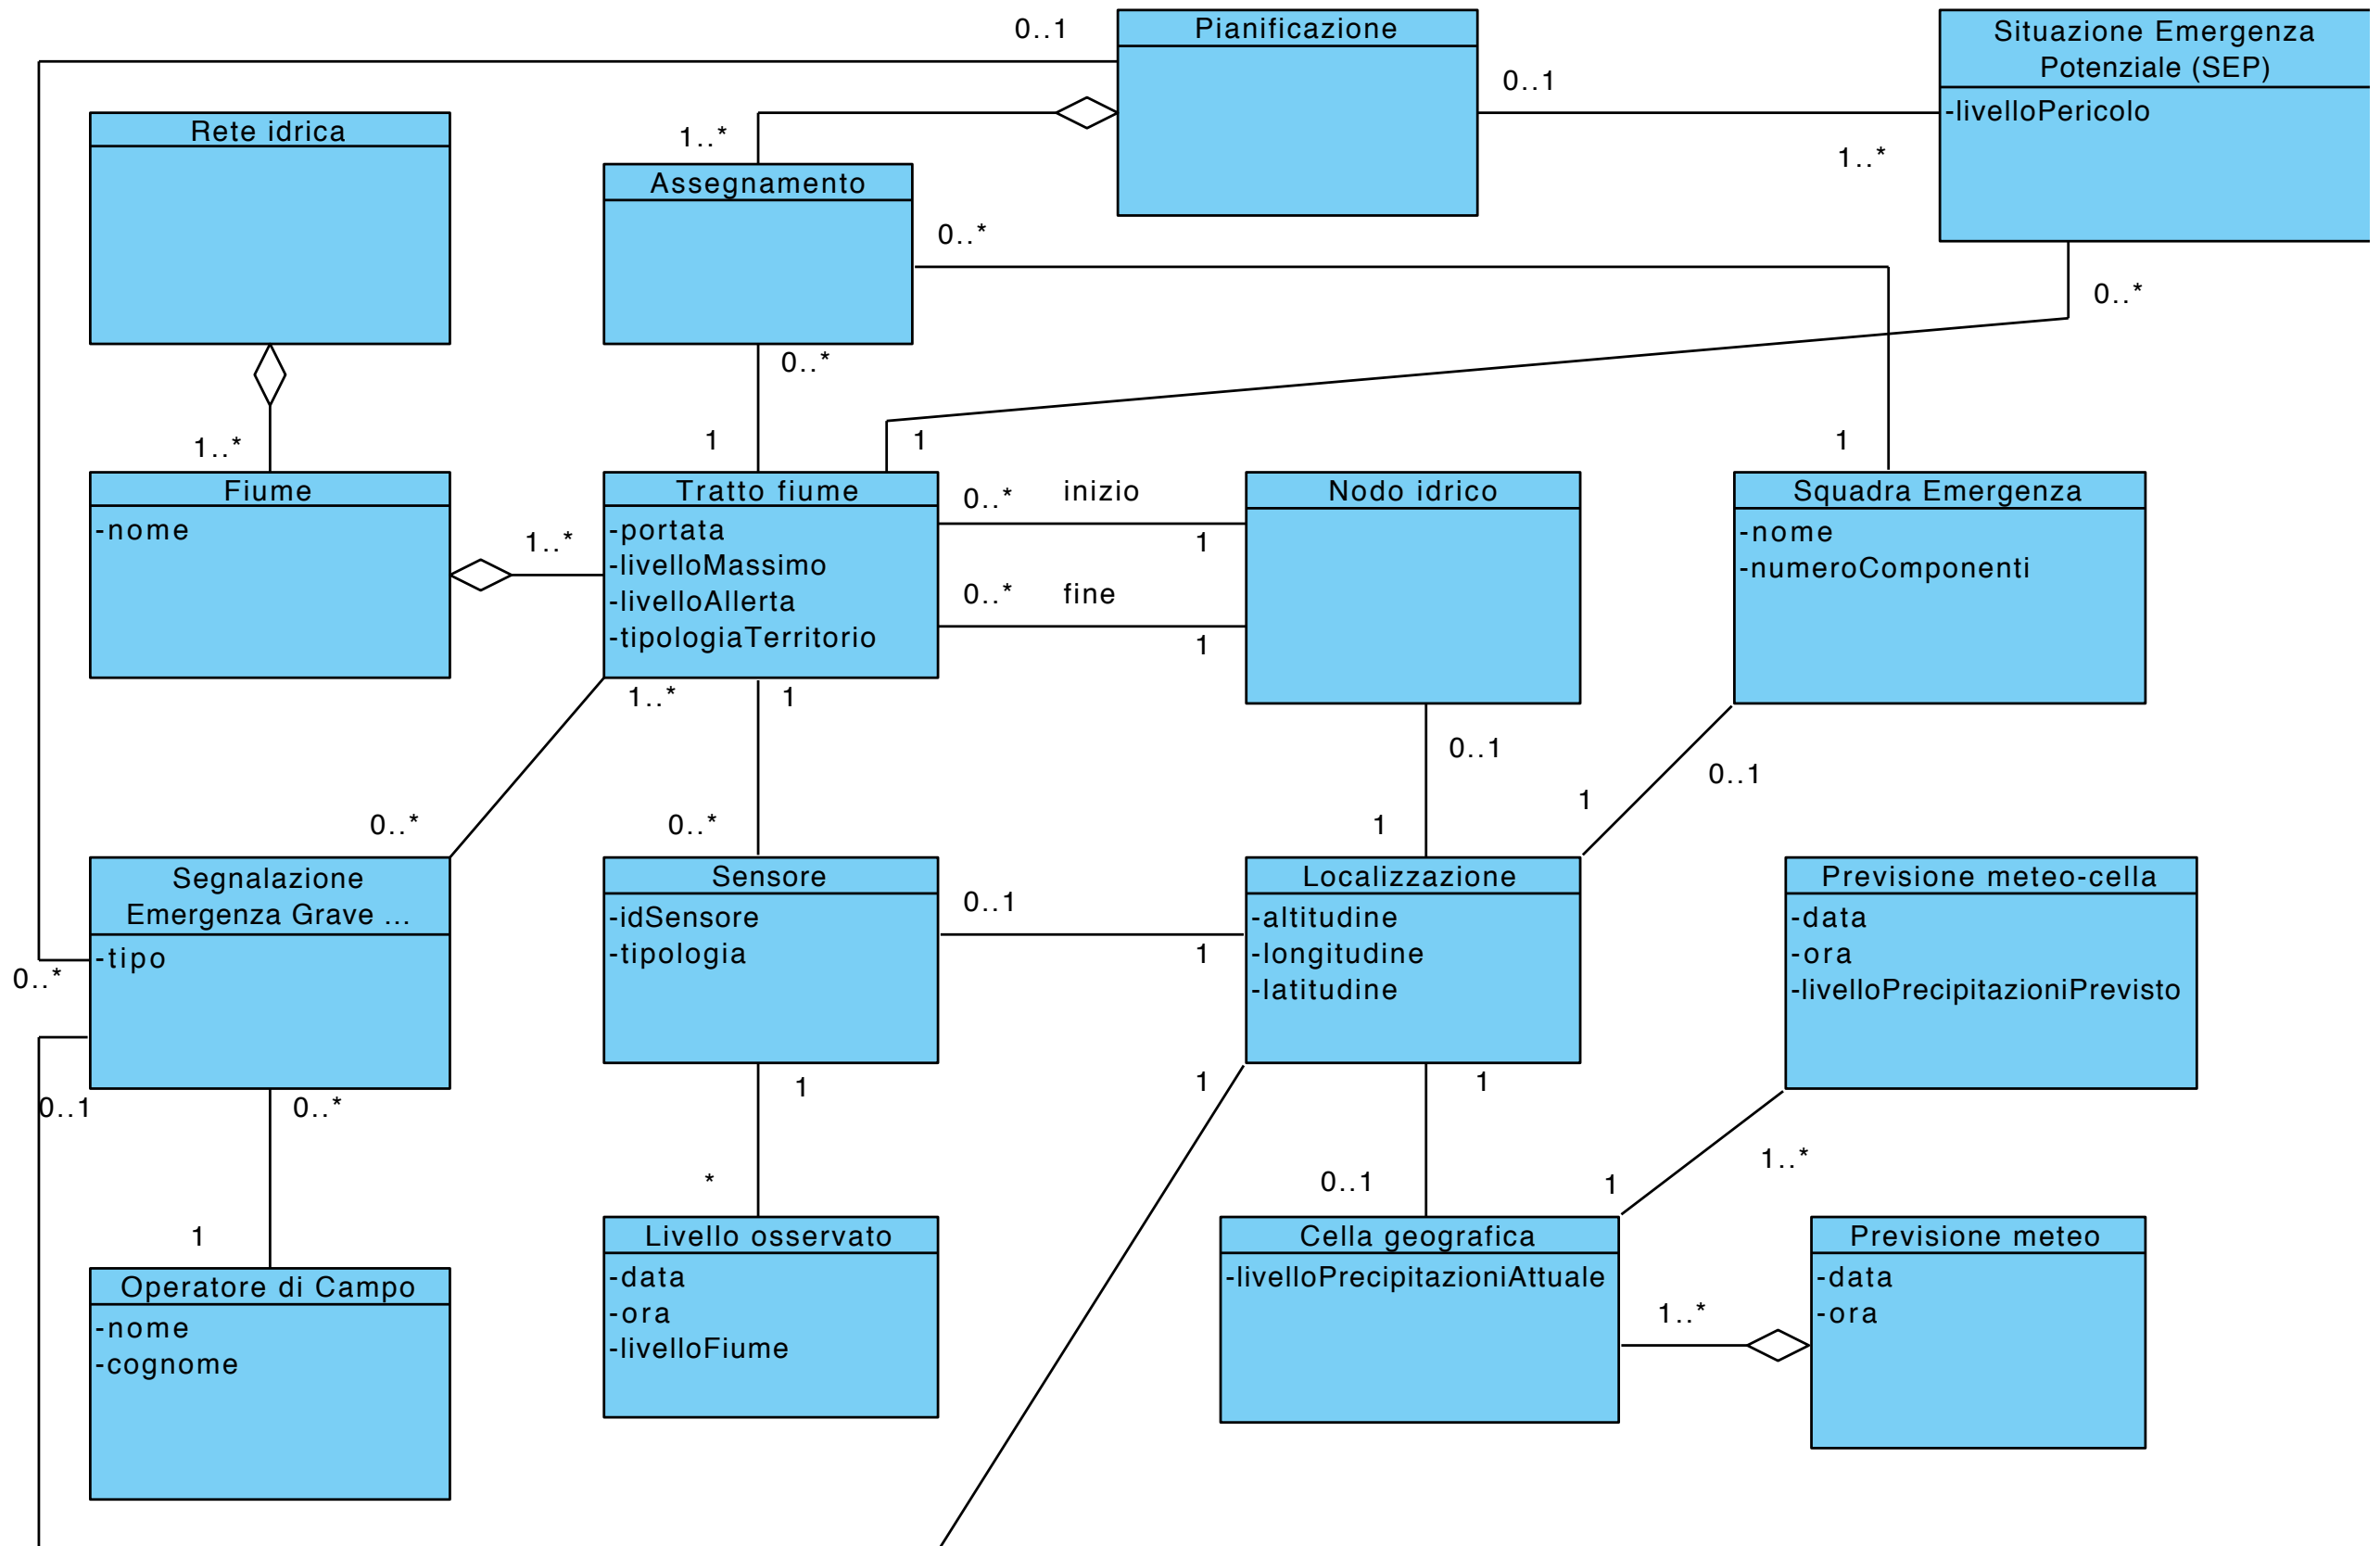 0..1
Pianificazione
Situazione Emergenza
Potenziale (SEP)
-livelloPericolo
0..1
1..*
Rete idrica
1..*
Assegnamento
0..*
0..*
0..*
1..*
1
1
1
Fiume
-nome
1..*
Tratto fiume
-portata
-livelloMassimo
-livelloAllerta
-tipologiaTerritorio
0..*
inizio
1
0..*
fine
1
Nodo idrico
Squadra Emergenza
-nome
-numeroComponenti
1..*
1
0..1
0..1
1
0..*
0..*
1
Segnalazione
Emergenza Grave ...
-tipo
0..*
Sensore
-idSensore
-tipologia
0..1
1
Localizzazione
-altitudine
-longitudine
-latitudine
Previsione meteo-cella
-data
-ora
-livelloPrecipitazioniPrevisto
0..1
0..*
1
1
1
1..*
*
0..1
1
1
Operatore di Campo
-nome
-cognome
Livello osservato
-data
-ora
-livelloFiume
Cella geografica
-livelloPrecipitazioniAttuale
1..*
Previsione meteo
-data
-ora